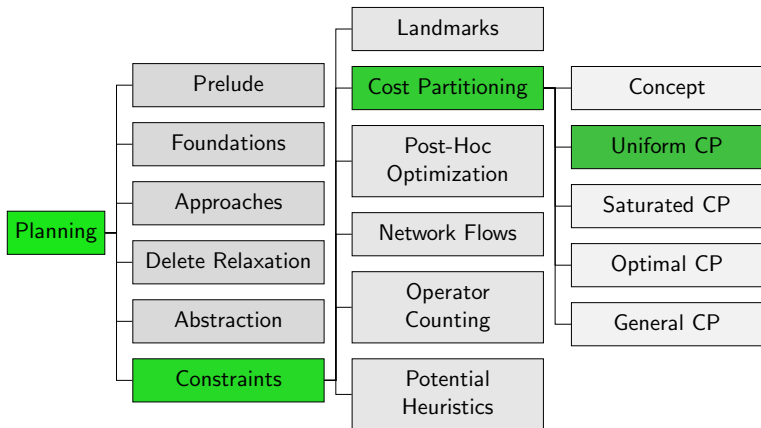 Planning
Prelude
Foundations
Approaches
Delete Relaxation
Abstraction
Constraints
Landmarks
Cost Partitioning
Post-Hoc
Optimization
Network Flows
Operator
Counting
Potential
Heuristics
Concept
Uniform CP
Saturated CP
Optimal CP
General CP